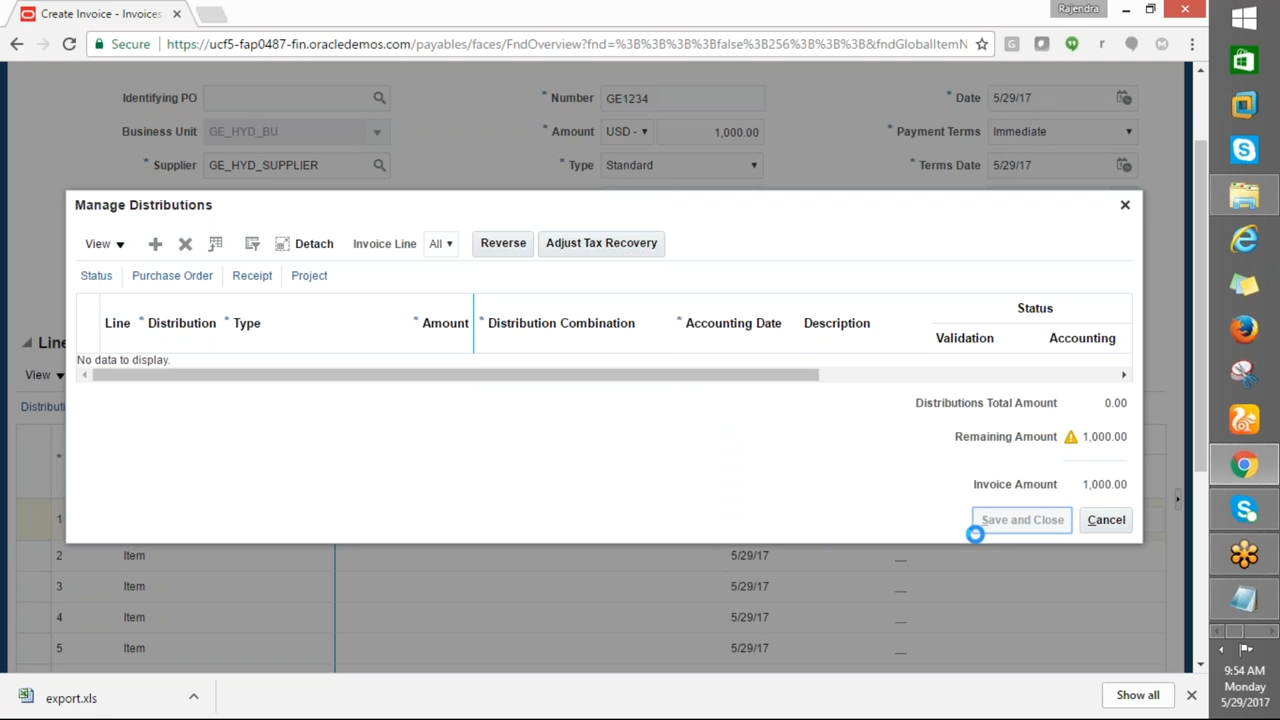 Create Invoice - Invoices
Rajendra
Secure https://ucf5-fap0487-fin.oracledemos.com/payables/faces/FndOverview?fnd=%3B%3B%3B%3Bfalse%3B256%3B%3B%3B&fndGlobalItemN
Identifying PO
* Number GE1234
* Date 5/29/17
Business Unit GE_HYD_BU
* Amount USD - 1,000.00
* Payment Terms Immediate
* Supplier GE_HYD_SUPPLIER
* Type Standard
* Terms Date 5/29/17
Manage Distributions
View Detach Invoice Line All Reverse Adjust Tax Recovery
Status Purchase Order Receipt Project
Line * Distribution * Type * Amount * Distribution Combination * Accounting Date Description Status
Validation Accounting
No data to display.
Distributions Total Amount 0.00
Remaining Amount 1,000.00
Invoice Amount 1,000.00
Save and Close Cancel
Line
View
Distributi
*
1
2 Item 5/29/17
3 Item 5/29/17
4 Item 5/29/17
5 Item 5/29/17
export.xls
Show all
9:54 AM
Monday
5/29/2017